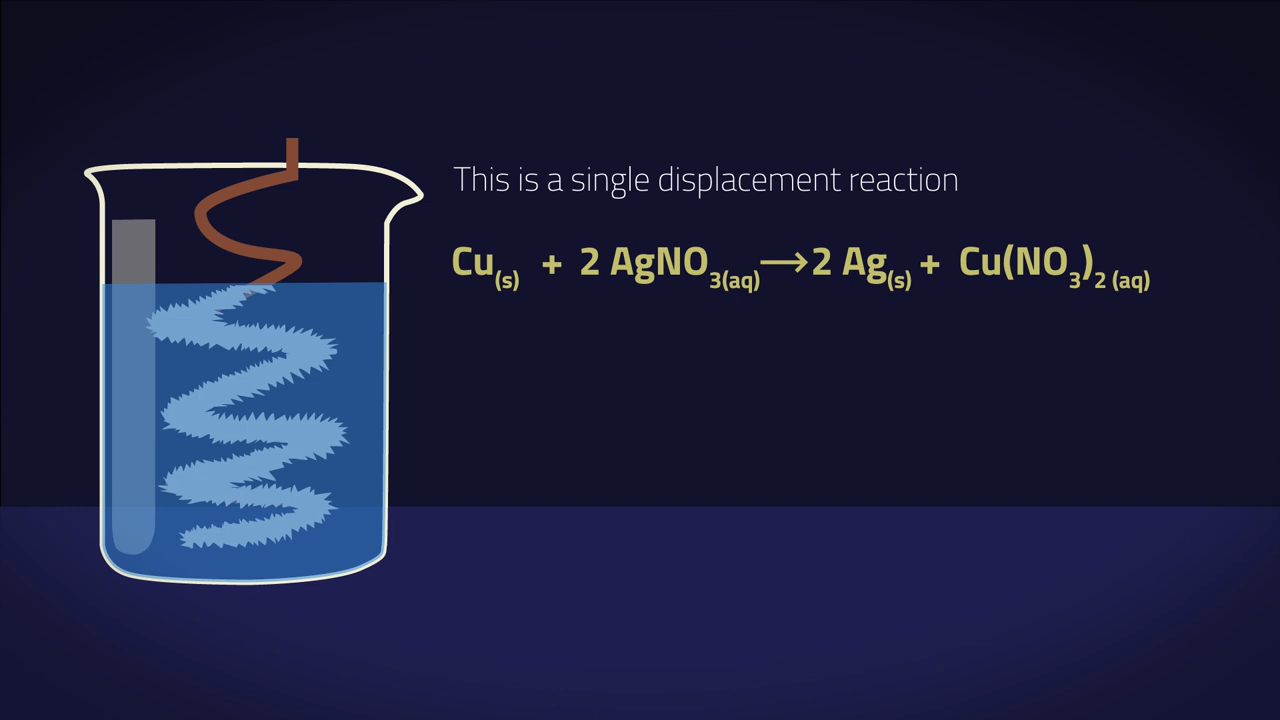 This is a single displacement reaction
Cu(s) + 2 AgNO3(aq) ⟶ 2 Ag(s) + Cu(NO3)2 (aq)